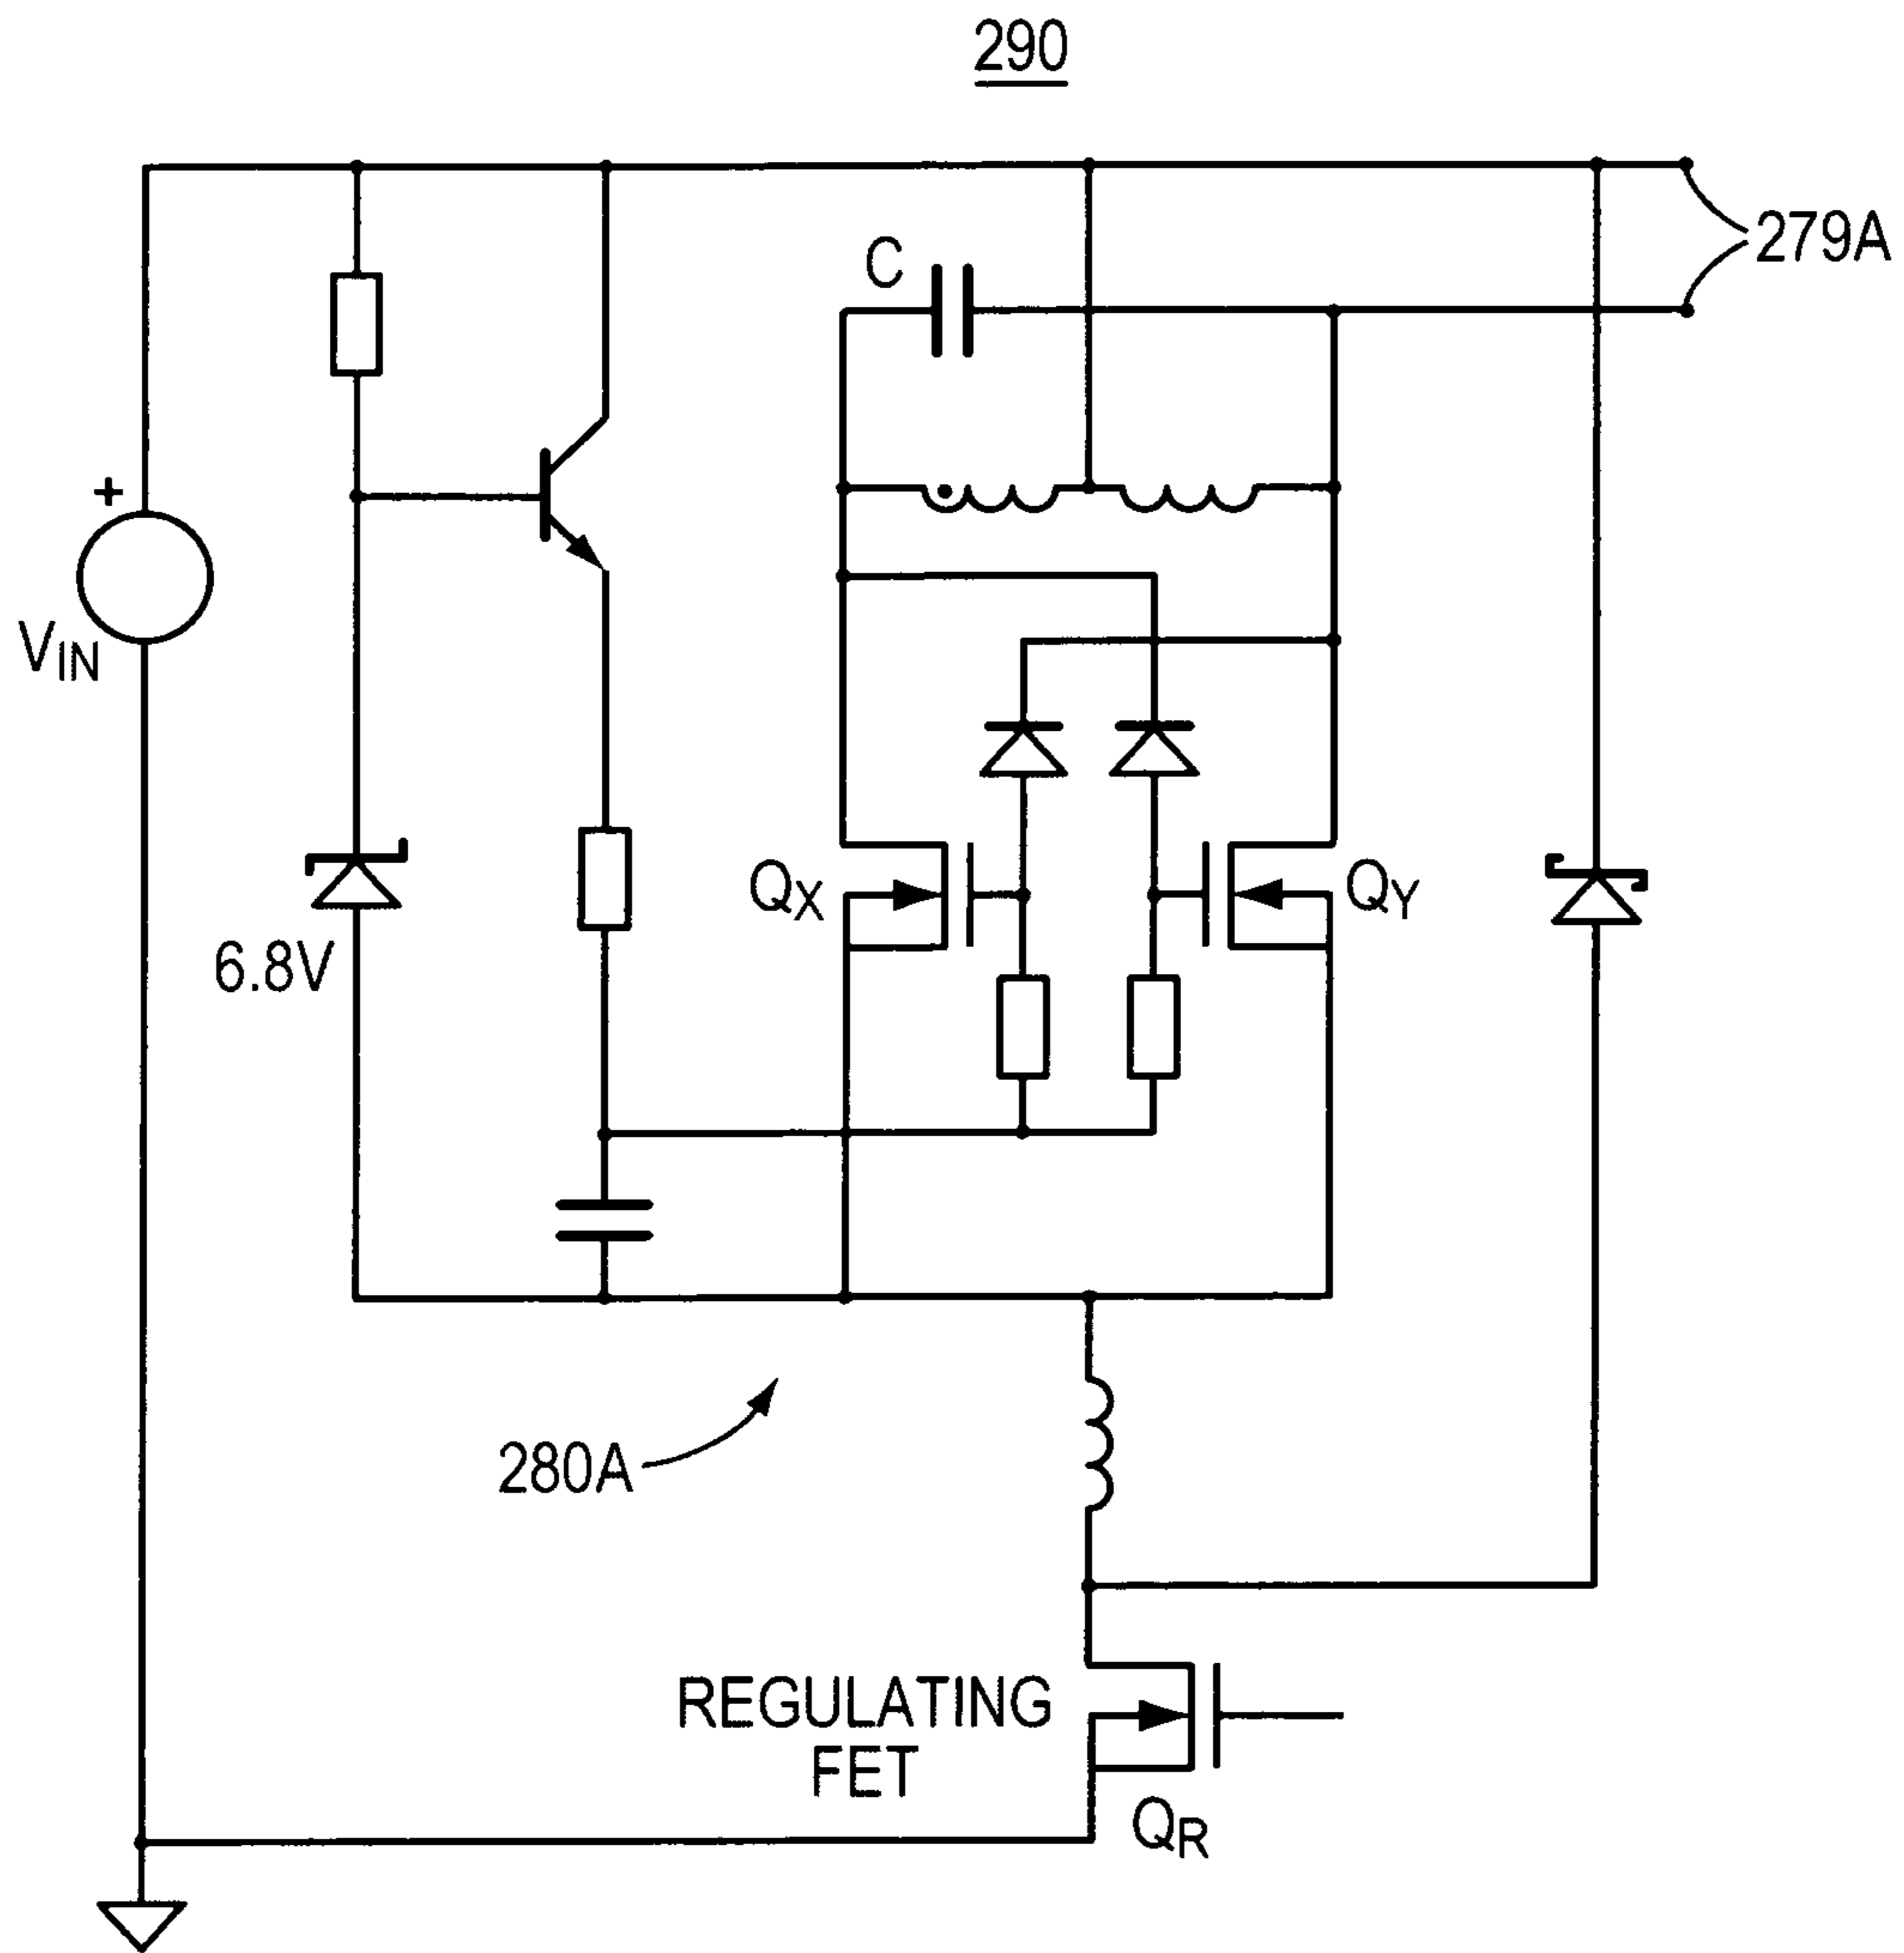 290
279A
C
+
VIN
QX
QY
6.8V
280A
REGULATING
FET
QR